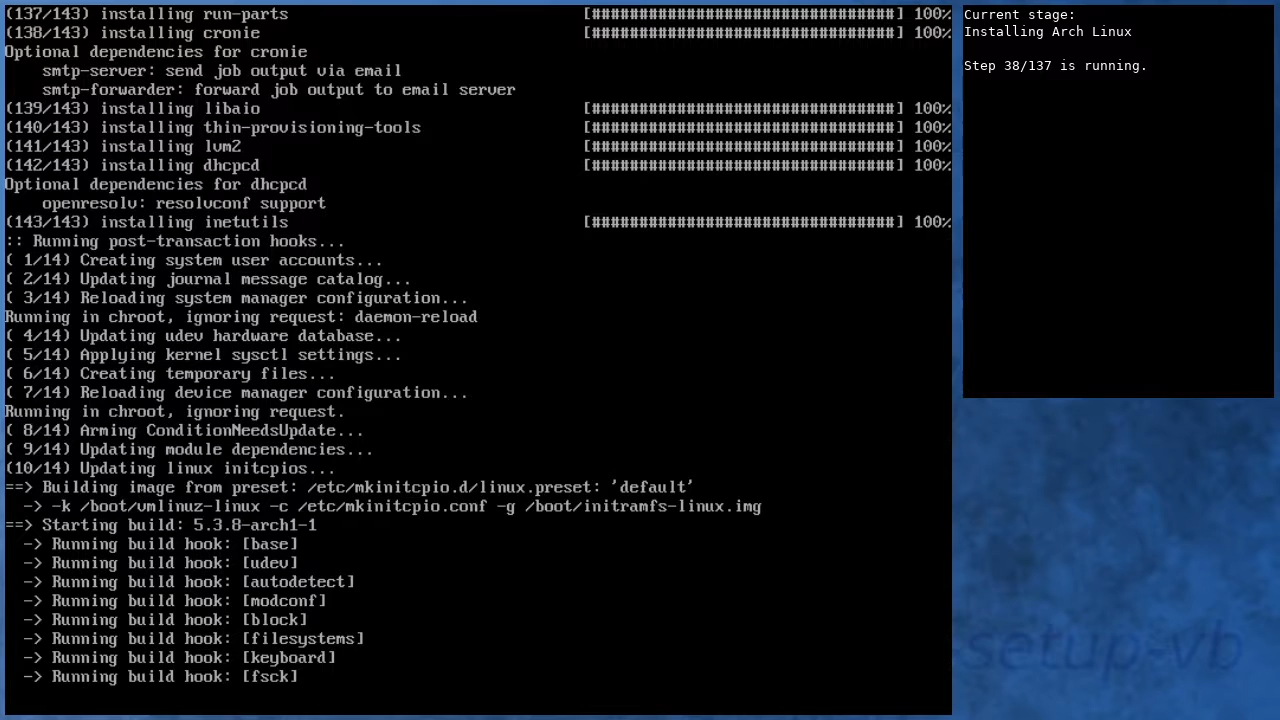 (137/143) installing run-parts [################################] 100%
(138/143) installing cronie [################################] 100%
Optional dependencies for cronie
    smtp-server: send job output via email
    smtp-forwarder: forward job output to email server
(139/143) installing libaio [################################] 100%
(140/143) installing thin-provisioning-tools [################################] 100%
(141/143) installing lvm2 [################################] 100%
(142/143) installing dhcpcd [################################] 100%
Optional dependencies for dhcpcd
    openresolv: resolvconf support
(143/143) installing inetutils [################################] 100%
:: Running post-transaction hooks...
( 1/14) Creating system user accounts...
( 2/14) Updating journal message catalog...
( 3/14) Reloading system manager configuration...
Running in chroot, ignoring request: daemon-reload
( 4/14) Updating udev hardware database...
( 5/14) Applying kernel sysctl settings...
( 6/14) Creating temporary files...
( 7/14) Reloading device manager configuration...
Running in chroot, ignoring request.
( 8/14) Arming ConditionNeedsUpdate...
( 9/14) Updating module dependencies...
(10/14) Updating linux initcpios...
==> Building image from preset: /etc/mkinitcpio.d/linux.preset: 'default'
  -> -k /boot/vmlinuz-linux -c /etc/mkinitcpio.conf -g /boot/initramfs-linux.img
==> Starting build: 5.3.8-arch1-1
  -> Running build hook: [base]
  -> Running build hook: [udev]
  -> Running build hook: [autodetect]
  -> Running build hook: [modconf]
  -> Running build hook: [block]
  -> Running build hook: [filesystems]
  -> Running build hook: [keyboard]
  -> Running build hook: [fsck]
Current stage:
Installing Arch Linux
Step 38/137 is running.
setup-vb